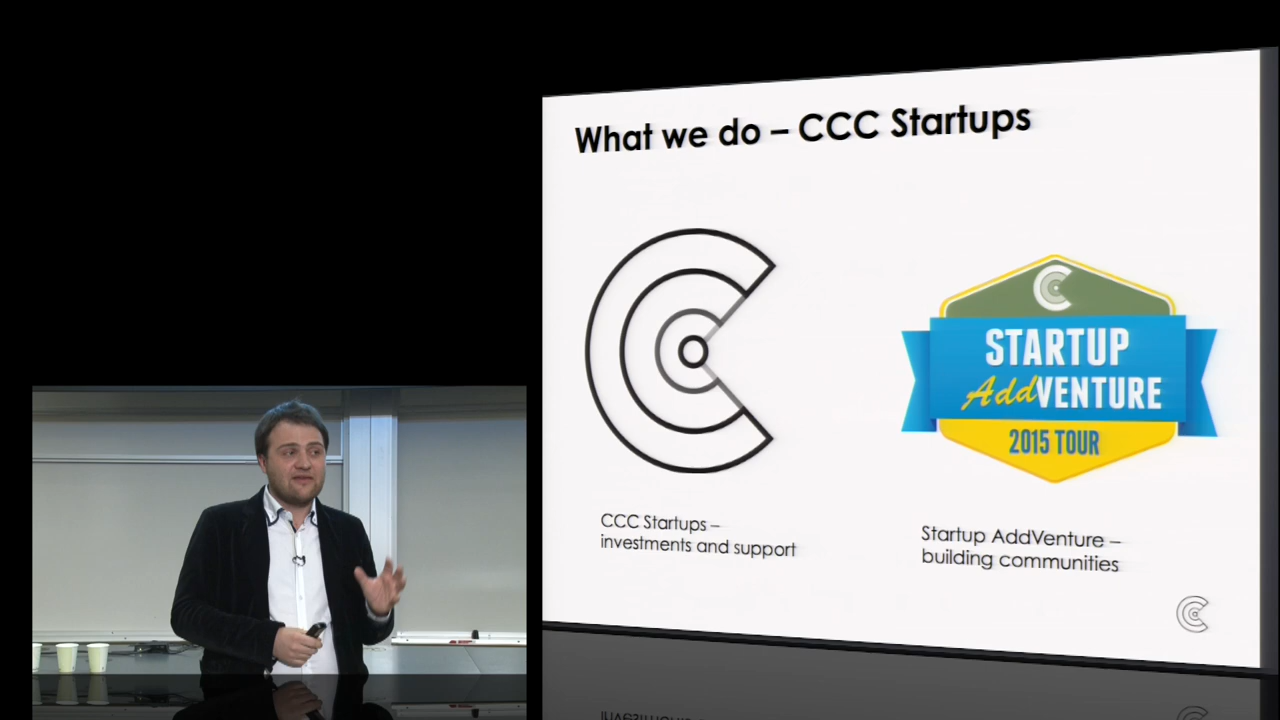 What we do – CCC Startups
STARTUP
AddVENTURE
2015 TOUR
CCC Startups –
investments and support
Startup AddVenture –
building communities